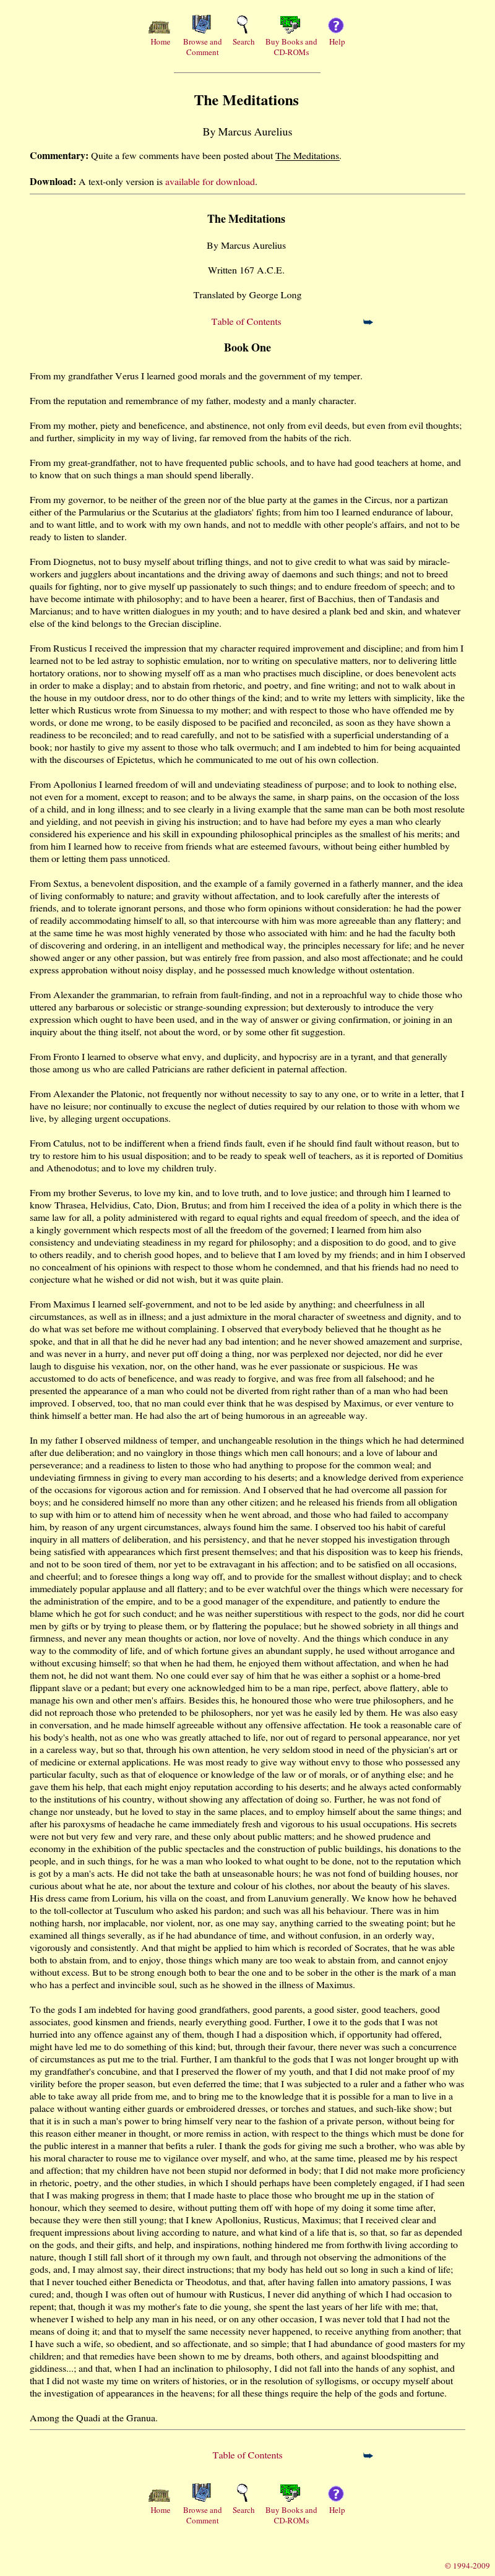 Home Browse and Comment Search Buy Books and CD-ROMs Help
The Meditations
By Marcus Aurelius
Commentary: Quite a few comments have been posted about The Meditations.
Download: A text-only version is available for download.
The Meditations
By Marcus Aurelius
Written 167 A.C.E.
Translated by George Long
Table of Contents
Book One
From my grandfather Verus I learned good morals and the government of my temper.
From the reputation and remembrance of my father, modesty and a manly character.
From my mother, piety and beneficence, and abstinence, not only from evil deeds, but even from evil thoughts;
and further, simplicity in my way of living, far removed from the habits of the rich.
From my great-grandfather, not to have frequented public schools, and to have had good teachers at home, and
to know that on such things a man should spend liberally.
From my governor, to be neither of the green nor of the blue party at the games in the Circus, nor a partizan
either of the Parmularius or the Scutarius at the gladiators' fights; from him too I learned endurance of labour,
and to want little, and to work with my own hands, and not to meddle with other people's affairs, and not to be
ready to listen to slander.
From Diognetus, not to busy myself about trifling things, and not to give credit to what was said by miracle-
workers and jugglers about incantations and the driving away of daemons and such things; and not to breed
quails for fighting, nor to give myself up passionately to such things; and to endure freedom of speech; and to
have become intimate with philosophy; and to have been a hearer, first of Bacchius, then of Tandasis and
Marcianus; and to have written dialogues in my youth; and to have desired a plank bed and skin, and whatever
else of the kind belongs to the Grecian discipline.
From Rusticus I received the impression that my character required improvement and discipline; and from him I
learned not to be led astray to sophistic emulation, nor to writing on speculative matters, nor to delivering little
hortatory orations, nor to showing myself off as a man who practises much discipline, or does benevolent acts
in order to make a display; and to abstain from rhetoric, and poetry, and fine writing; and not to walk about in
the house in my outdoor dress, nor to do other things of the kind; and to write my letters with simplicity, like the
letter which Rusticus wrote from Sinuessa to my mother; and with respect to those who have offended me by
words, or done me wrong, to be easily disposed to be pacified and reconciled, as soon as they have shown a
readiness to be reconciled; and to read carefully, and not to be satisfied with a superficial understanding of a
book; nor hastily to give my assent to those who talk overmuch; and I am indebted to him for being acquainted
with the discourses of Epictetus, which he communicated to me out of his own collection.
From Apollonius I learned freedom of will and undeviating steadiness of purpose; and to look to nothing else,
not even for a moment, except to reason; and to be always the same, in sharp pains, on the occasion of the loss
of a child, and in long illness; and to see clearly in a living example that the same man can be both most resolute
and yielding, and not peevish in giving his instruction; and to have had before my eyes a man who clearly
considered his experience and his skill in expounding philosophical principles as the smallest of his merits; and
from him I learned how to receive from friends what are esteemed favours, without being either humbled by
them or letting them pass unnoticed.
From Sextus, a benevolent disposition, and the example of a family governed in a fatherly manner, and the idea
of living conformably to nature; and gravity without affectation, and to look carefully after the interests of
friends, and to tolerate ignorant persons, and those who form opinions without consideration: he had the power
of readily accommodating himself to all, so that intercourse with him was more agreeable than any flattery; and
at the same time he was most highly venerated by those who associated with him: and he had the faculty both
of discovering and ordering, in an intelligent and methodical way, the principles necessary for life; and he never
showed anger or any other passion, but was entirely free from passion, and also most affectionate; and he could
express approbation without noisy display, and he possessed much knowledge without ostentation.
From Alexander the grammarian, to refrain from fault-finding, and not in a reproachful way to chide those who
uttered any barbarous or solecistic or strange-sounding expression; but dexterously to introduce the very
expression which ought to have been used, and in the way of answer or giving confirmation, or joining in an
inquiry about the thing itself, not about the word, or by some other fit suggestion.
From Fronto I learned to observe what envy, and duplicity, and hypocrisy are in a tyrant, and that generally
those among us who are called Patricians are rather deficient in paternal affection.
From Alexander the Platonic, not frequently nor without necessity to say to any one, or to write in a letter, that I
have no leisure; nor continually to excuse the neglect of duties required by our relation to those with whom we
live, by alleging urgent occupations.
From Catulus, not to be indifferent when a friend finds fault, even if he should find fault without reason, but to
try to restore him to his usual disposition; and to be ready to speak well of teachers, as it is reported of Domitius
and Athenodotus; and to love my children truly.
From my brother Severus, to love my kin, and to love truth, and to love justice; and through him I learned to
know Thrasea, Helvidius, Cato, Dion, Brutus; and from him I received the idea of a polity in which there is the
same law for all, a polity administered with regard to equal rights and equal freedom of speech, and the idea of
a kingly government which respects most of all the freedom of the governed; I learned from him also
consistency and undeviating steadiness in my regard for philosophy; and a disposition to do good, and to give
to others readily, and to cherish good hopes, and to believe that I am loved by my friends; and in him I observed
no concealment of his opinions with respect to those whom he condemned, and that his friends had no need to
conjecture what he wished or did not wish, but it was quite plain.
From Maximus I learned self-government, and not to be led aside by anything; and cheerfulness in all
circumstances, as well as in illness; and a just admixture in the moral character of sweetness and dignity, and to
do what was set before me without complaining. I observed that everybody believed that he thought as he
spoke, and that in all that he did he never had any bad intention; and he never showed amazement and surprise,
and was never in a hurry, and never put off doing a thing, nor was perplexed nor dejected, nor did he ever
laugh to disguise his vexation, nor, on the other hand, was he ever passionate or suspicious. He was
accustomed to do acts of beneficence, and was ready to forgive, and was free from all falsehood; and he
presented the appearance of a man who could not be diverted from right rather than of a man who had been
improved. I observed, too, that no man could ever think that he was despised by Maximus, or ever venture to
think himself a better man. He had also the art of being humorous in an agreeable way.
In my father I observed mildness of temper, and unchangeable resolution in the things which he had determined
after due deliberation; and no vainglory in those things which men call honours; and a love of labour and
perseverance; and a readiness to listen to those who had anything to propose for the common weal; and
undeviating firmness in giving to every man according to his deserts; and a knowledge derived from experience
of the occasions for vigorous action and for remission. And I observed that he had overcome all passion for
boys; and he considered himself no more than any other citizen; and he released his friends from all obligation
to sup with him or to attend him of necessity when he went abroad, and those who had failed to accompany
him, by reason of any urgent circumstances, always found him the same. I observed too his habit of careful
inquiry in all matters of deliberation, and his persistency, and that he never stopped his investigation through
being satisfied with appearances which first present themselves; and that his disposition was to keep his friends,
and not to be soon tired of them, nor yet to be extravagant in his affection; and to be satisfied on all occasions,
and cheerful; and to foresee things a long way off, and to provide for the smallest without display; and to check
immediately popular applause and all flattery; and to be ever watchful over the things which were necessary for
the administration of the empire, and to be a good manager of the expenditure, and patiently to endure the
blame which he got for such conduct; and he was neither superstitious with respect to the gods, nor did he court
men by gifts or by trying to please them, or by flattering the populace; but he showed sobriety in all things and
firmness, and never any mean thoughts or action, nor love of novelty. And the things which conduce in any
way to the commodity of life, and of which fortune gives an abundant supply, he used without arrogance and
without excusing himself; so that when he had them, he enjoyed them without affectation, and when he had
them not, he did not want them. No one could ever say of him that he was either a sophist or a home-bred
flippant slave or a pedant; but every one acknowledged him to be a man ripe, perfect, above flattery, able to
manage his own and other men's affairs. Besides this, he honoured those who were true philosophers, and he
did not reproach those who pretended to be philosophers, nor yet was he easily led by them. He was also easy
in conversation, and he made himself agreeable without any offensive affectation. He took a reasonable care of
his body's health, not as one who was greatly attached to life, nor out of regard to personal appearance, nor yet
in a careless way, but so that, through his own attention, he very seldom stood in need of the physician's art or
of medicine or external applications. He was most ready to give way without envy to those who possessed any
particular faculty, such as that of eloquence or knowledge of the law or of morals, or of anything else; and he
gave them his help, that each might enjoy reputation according to his deserts; and he always acted conformably
to the institutions of his country, without showing any affectation of doing so. Further, he was not fond of
change nor unsteady, but he loved to stay in the same places, and to employ himself about the same things; and
after his paroxysms of headache he came immediately fresh and vigorous to his usual occupations. His secrets
were not but very few and very rare, and these only about public matters; and he showed prudence and
economy in the exhibition of the public spectacles and the construction of public buildings, his donations to the
people, and in such things, for he was a man who looked to what ought to be done, not to the reputation which
is got by a man's acts. He did not take the bath at unseasonable hours; he was not fond of building houses, nor
curious about what he ate, nor about the texture and colour of his clothes, nor about the beauty of his slaves.
His dress came from Lorium, his villa on the coast, and from Lanuvium generally. We know how he behaved
to the toll-collector at Tusculum who asked his pardon; and such was all his behaviour. There was in him
nothing harsh, nor implacable, nor violent, nor, as one may say, anything carried to the sweating point; but he
examined all things severally, as if he had abundance of time, and without confusion, in an orderly way,
vigorously and consistently. And that might be applied to him which is recorded of Socrates, that he was able
both to abstain from, and to enjoy, those things which many are too weak to abstain from, and cannot enjoy
without excess. But to be strong enough both to bear the one and to be sober in the other is the mark of a man
who has a perfect and invincible soul, such as he showed in the illness of Maximus.
To the gods I am indebted for having good grandfathers, good parents, a good sister, good teachers, good
associates, good kinsmen and friends, nearly everything good. Further, I owe it to the gods that I was not
hurried into any offence against any of them, though I had a disposition which, if opportunity had offered,
might have led me to do something of this kind; but, through their favour, there never was such a concurrence
of circumstances as put me to the trial. Further, I am thankful to the gods that I was not longer brought up with
my grandfather's concubine, and that I preserved the flower of my youth, and that I did not make proof of my
virility before the proper season, but even deferred the time; that I was subjected to a ruler and a father who was
able to take away all pride from me, and to bring me to the knowledge that it is possible for a man to live in a
palace without wanting either guards or embroidered dresses, or torches and statues, and such-like show; but
that it is in such a man's power to bring himself very near to the fashion of a private person, without being for
this reason either meaner in thought, or more remiss in action, with respect to the things which must be done for
the public interest in a manner that befits a ruler. I thank the gods for giving me such a brother, who was able by
his moral character to rouse me to vigilance over myself, and who, at the same time, pleased me by his respect
and affection; that my children have not been stupid nor deformed in body; that I did not make more proficiency
in rhetoric, poetry, and the other studies, in which I should perhaps have been completely engaged, if I had seen
that I was making progress in them; that I made haste to place those who brought me up in the station of
honour, which they seemed to desire, without putting them off with hope of my doing it some time after,
because they were then still young; that I knew Apollonius, Rusticus, Maximus; that I received clear and
frequent impressions about living according to nature, and what kind of a life that is, so that, so far as depended
on the gods, and their gifts, and help, and inspirations, nothing hindered me from forthwith living according to
nature, though I still fall short of it through my own fault, and through not observing the admonitions of the
gods, and, I may almost say, their direct instructions; that my body has held out so long in such a kind of life;
that I never touched either Benedicta or Theodotus, and that, after having fallen into amatory passions, I was
cured; and, though I was often out of humour with Rusticus, I never did anything of which I had occasion to
repent; that, though it was my mother's fate to die young, she spent the last years of her life with me; that,
whenever I wished to help any man in his need, or on any other occasion, I was never told that I had not the
means of doing it; and that to myself the same necessity never happened, to receive anything from another; that
I have such a wife, so obedient, and so affectionate, and so simple; that I had abundance of good masters for my
children; and that remedies have been shown to me by dreams, both others, and against bloodspitting and
giddiness...; and that, when I had an inclination to philosophy, I did not fall into the hands of any sophist, and
that I did not waste my time on writers of histories, or in the resolution of syllogisms, or occupy myself about
the investigation of appearances in the heavens; for all these things require the help of the gods and fortune.
Among the Quadi at the Granua.
Table of Contents
Home Browse and Comment Search Buy Books and CD-ROMs Help
© 1994-2009